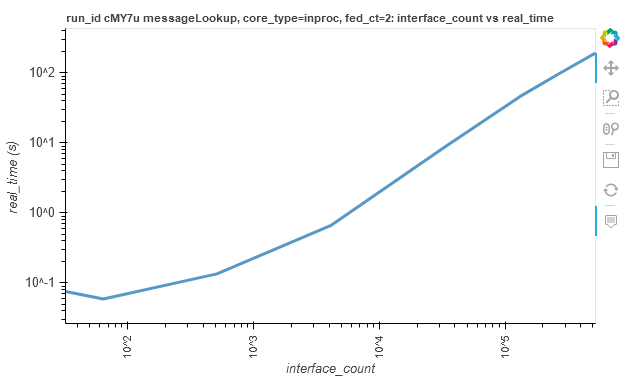 run_id cMY7u messageLookup, core_type=inproc, fed_ct=2: interface_count vs real_time
10^2
10^1
10^0
10^-1
real_time (s)
10^2
10^3
10^4
10^5
interface_count